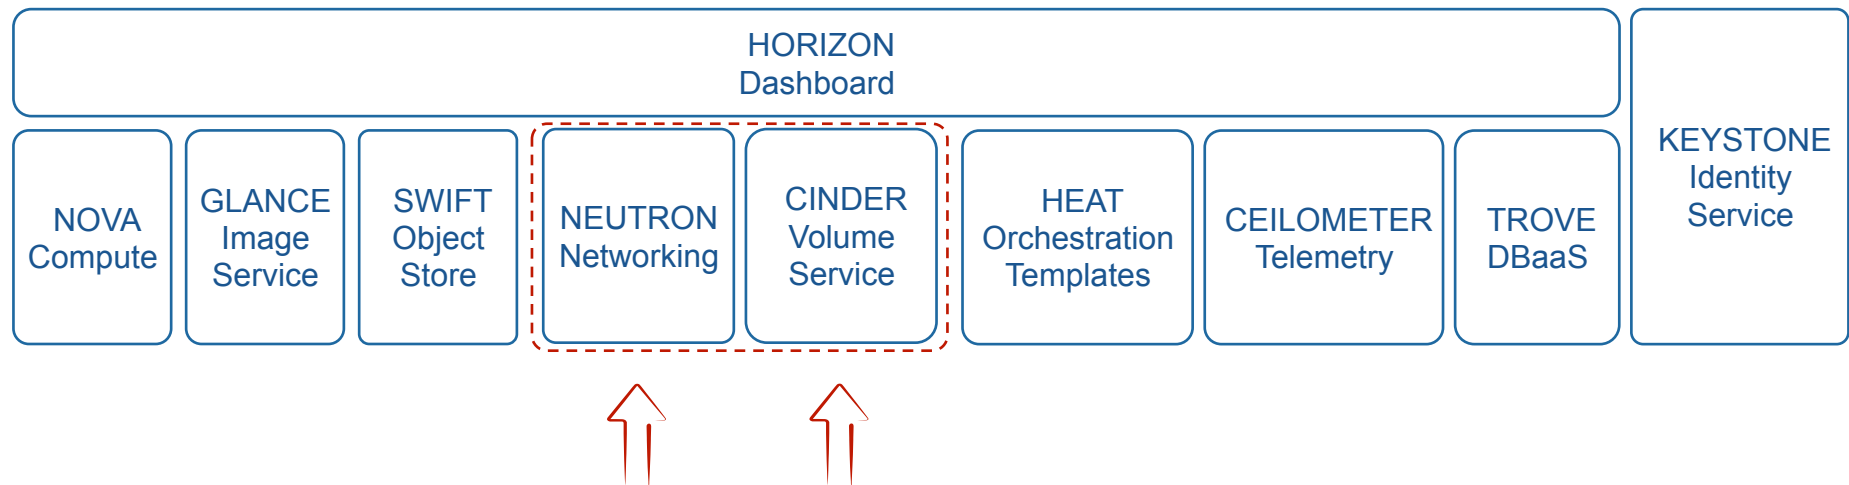 HORIZON
Dashboard
NOVA
Compute
GLANCE
Image
Service
SWIFT
Object
Store
NEUTRON
Networking
CINDER
Volume
Service
HEAT
Orchestration
Templates
CEILOMETER
Telemetry
TROVE
DBaaS
KEYSTONE
Identity
Service